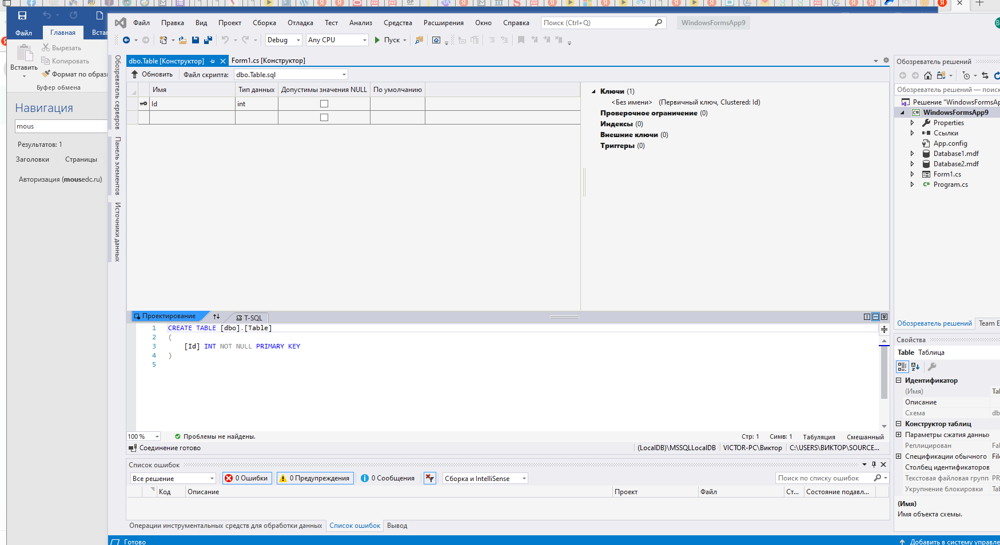 Файл
Главная
Вста
Вставить
Вырезать
Копировать
Формат по образ
Буфер обмена
Навигация
mous
Результатов: 1
Заголовки Страницы
Авторизация (mousedc.ru)
Файл Правка Вид Проект Сборка Отладка Тест Анализ Средства Расширения Окно Справка
Поиск (Ctrl+Q)
WindowsFormsApp9
Debug
Any CPU
Пуск
Обозреватель серверов
Панель элементов
Источники данных
dbo.Table [Конструктор]
Form1.cs [Конструктор]
Обновить
Файл скрипта: dbo.Table.sql
Имя Тип данных Допустимы значения NULL По умолчанию
Id int
Ключи (1)
<Без имени> (Первичный ключ, Clustered: Id)
Проверочное ограничение (0)
Индексы (0)
Внешние ключи (0)
Триггеры (0)
Проектирование
T-SQL
1 CREATE TABLE [dbo].[Table]
2 (
3 [Id] INT NOT NULL PRIMARY KEY
4 )
5
100 %
Проблемы не найдены.
Стр: 1 Симв: 1 Табуляция Смешанный
Соединение готово
(LocalDB)\MSSQLLocalDB VICTOR-PC\Виктор C:\USERS\ВИКТОР\SOURCE...
Список ошибок
Все решение
0 Ошибки
0 Предупреждения
0 Сообщения
Сборка и IntelliSense
Поиск по списку ошибок
Код Описание Проект Файл Ст... Состояние подавл...
Операции инструментальных средств для обработки данных Список ошибок Вывод
Готово
Добавить в систему управле
Обозреватель решений
Обозреватель решений — поиск
Решение "WindowsFormsAp
WindowsFormsApp9
Properties
Ссылки
App.config
Database1.mdf
Database2.mdf
Form1.cs
Program.cs
Обозреватель решений Team E
Свойства
Table Таблица
Идентификатор
(Имя) Tal
Описание
Схема db
Конструктор таблиц
Параметры сжатия данны
Реплицирован Fal
Спецификации обычного File
Столбец идентификаторов
Текстовая файловая групп PR
Укрупнение блокировки Tab
(Имя)
Имя объекта схемы.